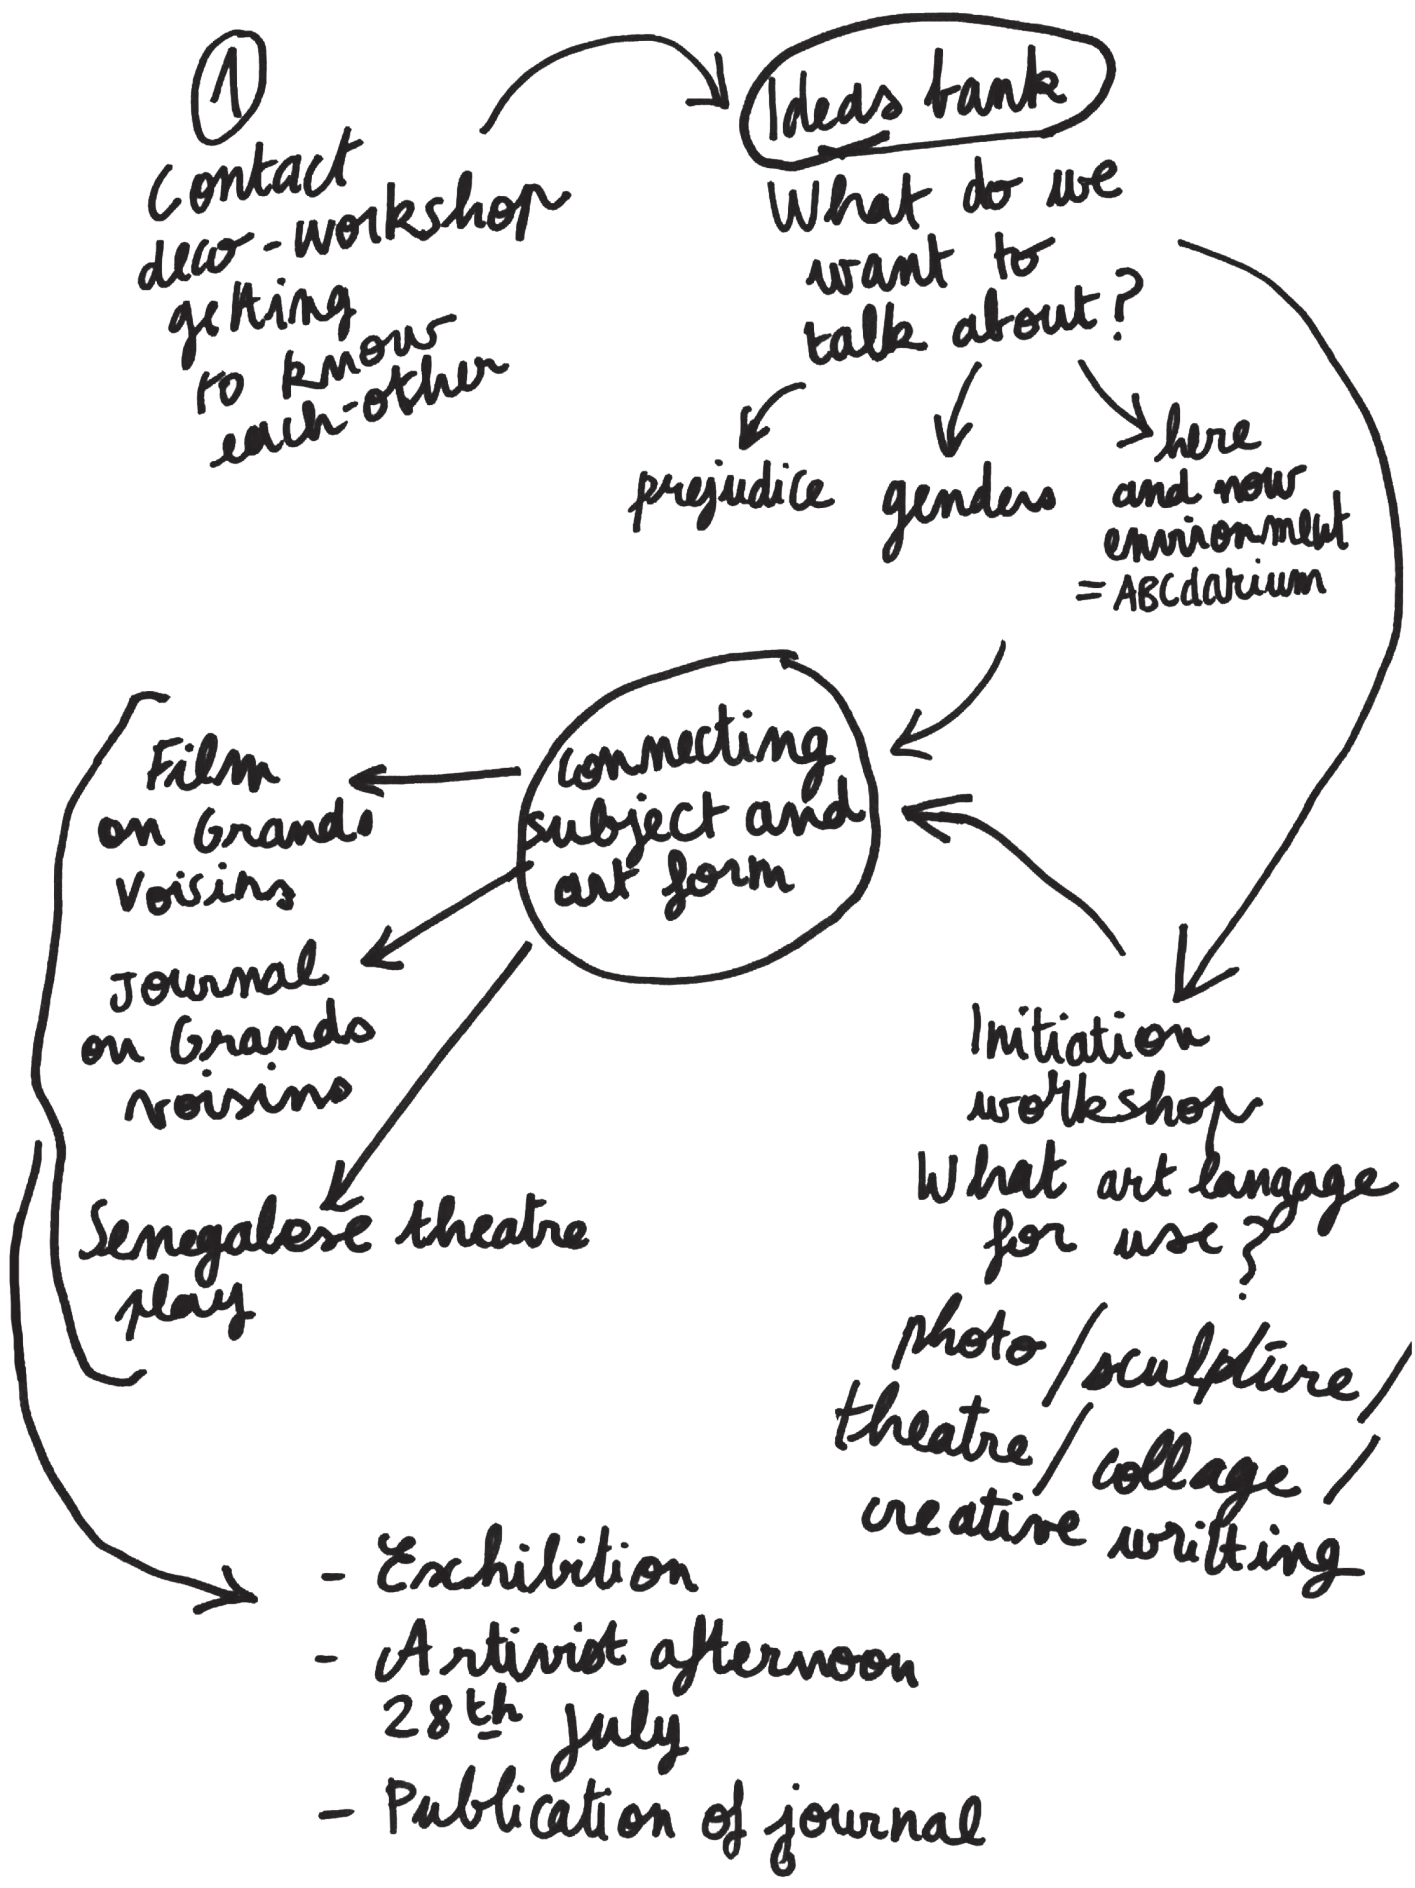 1
Contact
deco-workshop
getting
to know
each-other
Ideas bank
What do we
want to
talk about?
prejudice
genders
here
and now
environment
= ABCdarium
connecting
subject and
art form
Film
on Grands
Voisins
Journal
on Grands
voisins
Senegalese theatre
play
Initiation
workshop
What art langage
for use?
photo / sculpture /
theatre / collage /
creative writting
- Exhibition
- Artivist afternoon
28th july
- Publication of journal